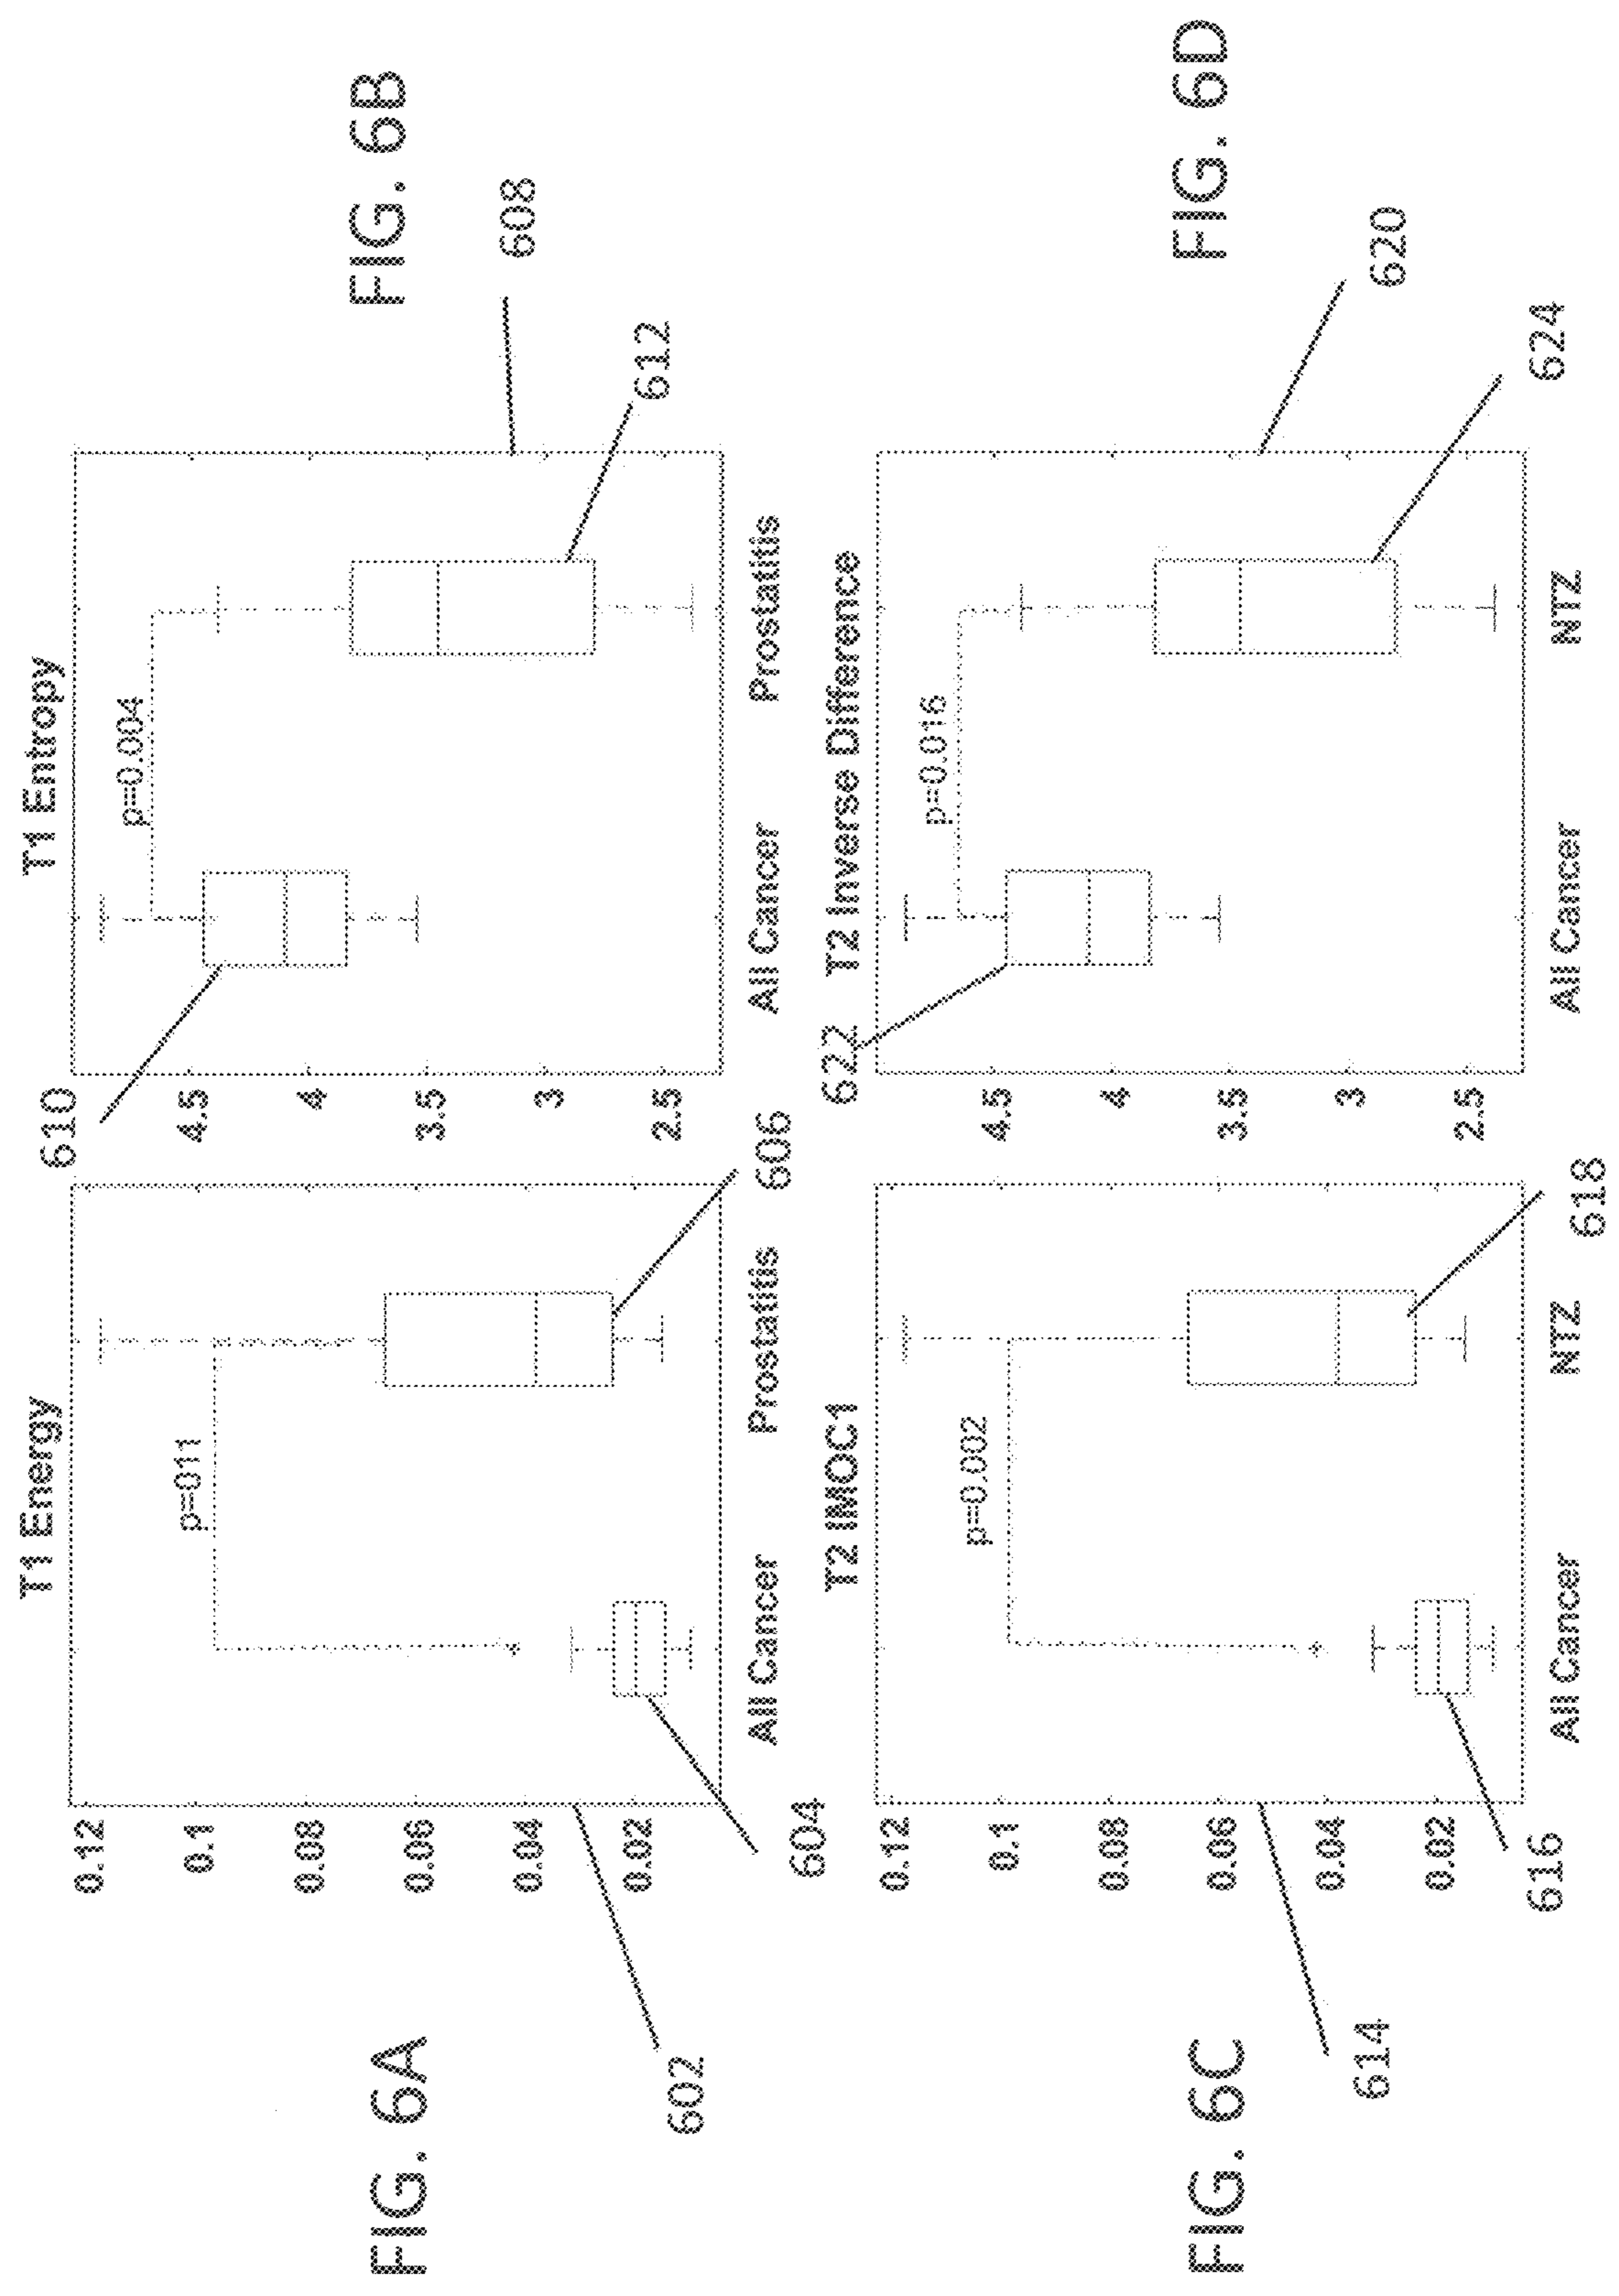 FIG. 6A
602
T1 Energy
0.12
0.1
0.08
0.06
0.04
0.02
p=011
All Cancer
Prostatitis
604
606
FIG. 6B
608
T1 Entropy
610
4.5
4
3.5
3
2.5
p=0.004
All Cancer
Prostatitis
612
FIG. 6C
614
T2 IMOC1
0.12
0.1
0.08
0.06
0.04
0.02
p=0.002
All Cancer
NTZ
616
618
FIG. 6D
620
T2 Inverse Difference
622
4.5
4
3.5
3
2.5
p=0.016
All Cancer
NTZ
624